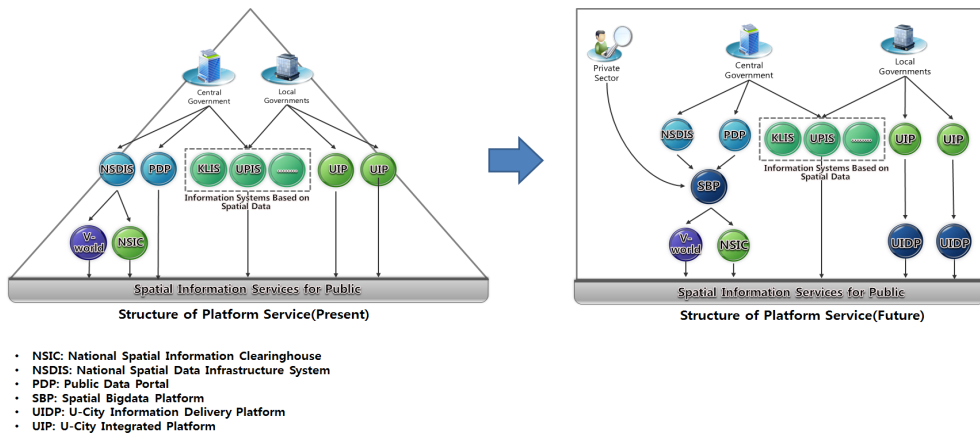 Central
Government
Local
Governments
NSDIS
PDP
KLIS
UPIS
........
UIP
UIP
Information Systems Based on
Spatial Data
V-
world
NSIC
Spatial Information Services for Public
Structure of Platform Service(Present)
Private
Sector
Central
Government
Local
Governments
NSDIS
PDP
KLIS
UPIS
........
UIP
UIP
Information Systems Based on
Spatial Data
SBP
V-
world
NSIC
UIDP
UIDP
Spatial Information Services for Public
Structure of Platform Service(Future)
• NSIC: National Spatial Information Clearinghouse
• NSDIS: National Spatial Data Infrastructure System
• PDP: Public Data Portal
• SBP: Spatial Bigdata Platform
• UIDP: U-City Information Delivery Platform
• UIP: U-City Integrated Platform